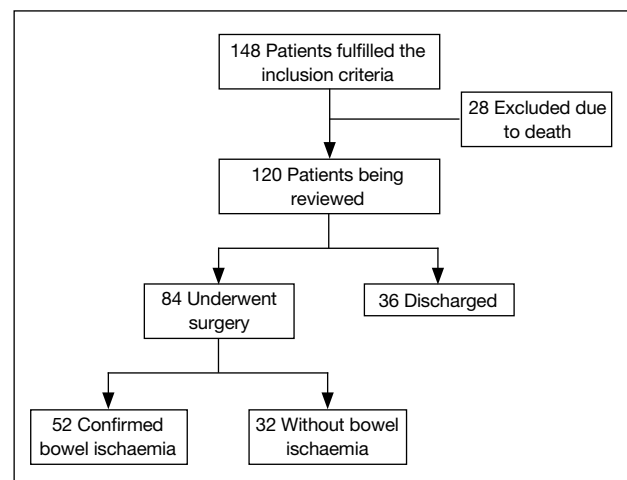 148 Patients fulfilled the
inclusion criteria
28 Excluded due
to death
120 Patients being
reviewed
84 Underwent
surgery
36 Discharged
52 Confirmed
bowel ischaemia
32 Without bowel
ischaemia